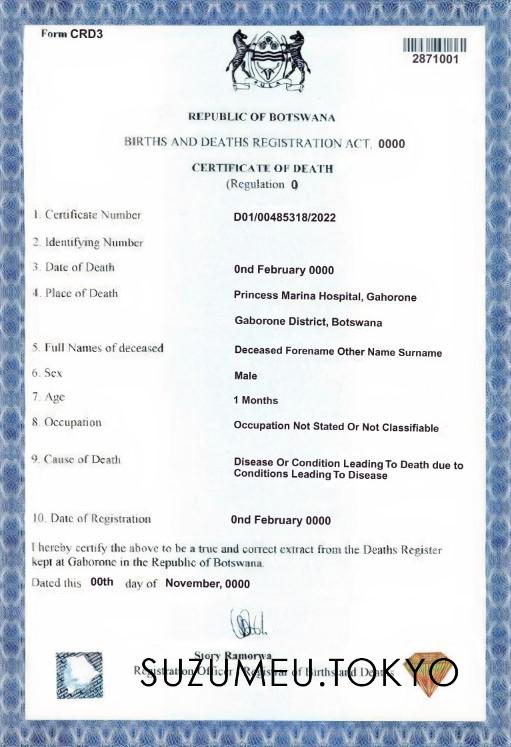 Form CRD3
2871001
PULA
REPUBLIC OF BOTSWANA
BIRTHS AND DEATHS REGISTRATION ACT, 0000
CERTIFICATE OF DEATH
(Regulation 0
1. Certificate Number D01/00485318/2022
2. Identifying Number
3. Date of Death 0nd February 0000
4. Place of Death Princess Marina Hospital, Gahorone
Gaborone District, Botswana
5. Full Names of deceased Deceased Forename Other Name Surname
6. Sex Male
7. Age 1 Months
8. Occupation Occupation Not Stated Or Not Classifiable
9. Cause of Death Disease Or Condition Leading To Death due to
Conditions Leading To Disease
10. Date of Registration 0nd February 0000
I hereby certify the above to be a true and correct extract from the Deaths Register
kept at Gaborone in the Republic of Botswana.
Dated this 00th day of November, 0000
Story Ramorwa
Registration Officer / Registrar of Births and Deaths
SUZUMEU.TOKYO